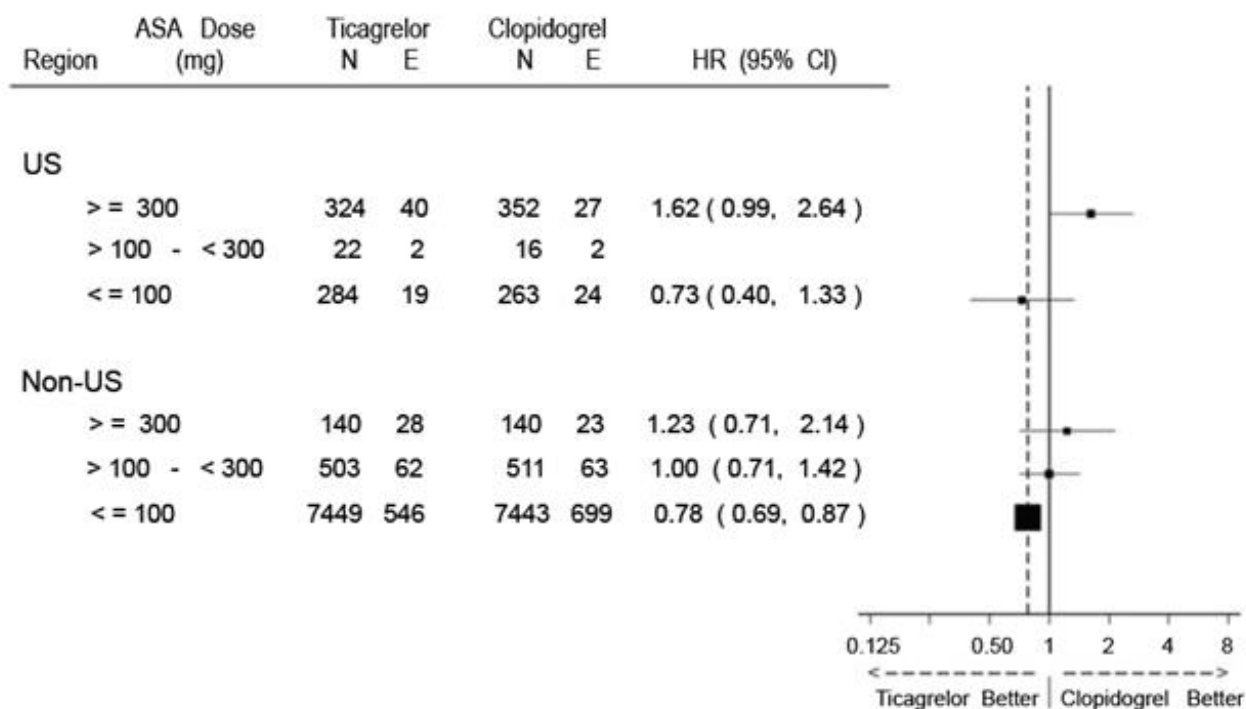 ASA Dose Ticagrelor Clopidogrel
Region (mg) N E N E HR (95% CI)
US
> = 300 324 40 352 27 1.62 ( 0.99, 2.64 )
> 100 - < 300 22 2 16 2
< = 100 284 19 263 24 0.73 ( 0.40, 1.33 )
Non-US
> = 300 140 28 140 23 1.23 ( 0.71, 2.14 )
> 100 - < 300 503 62 511 63 1.00 ( 0.71, 1.42 )
< = 100 7449 546 7443 699 0.78 ( 0.69, 0.87 )
0.125 0.50 1 2 4 8
Ticagrelor Better Clopidogrel Better